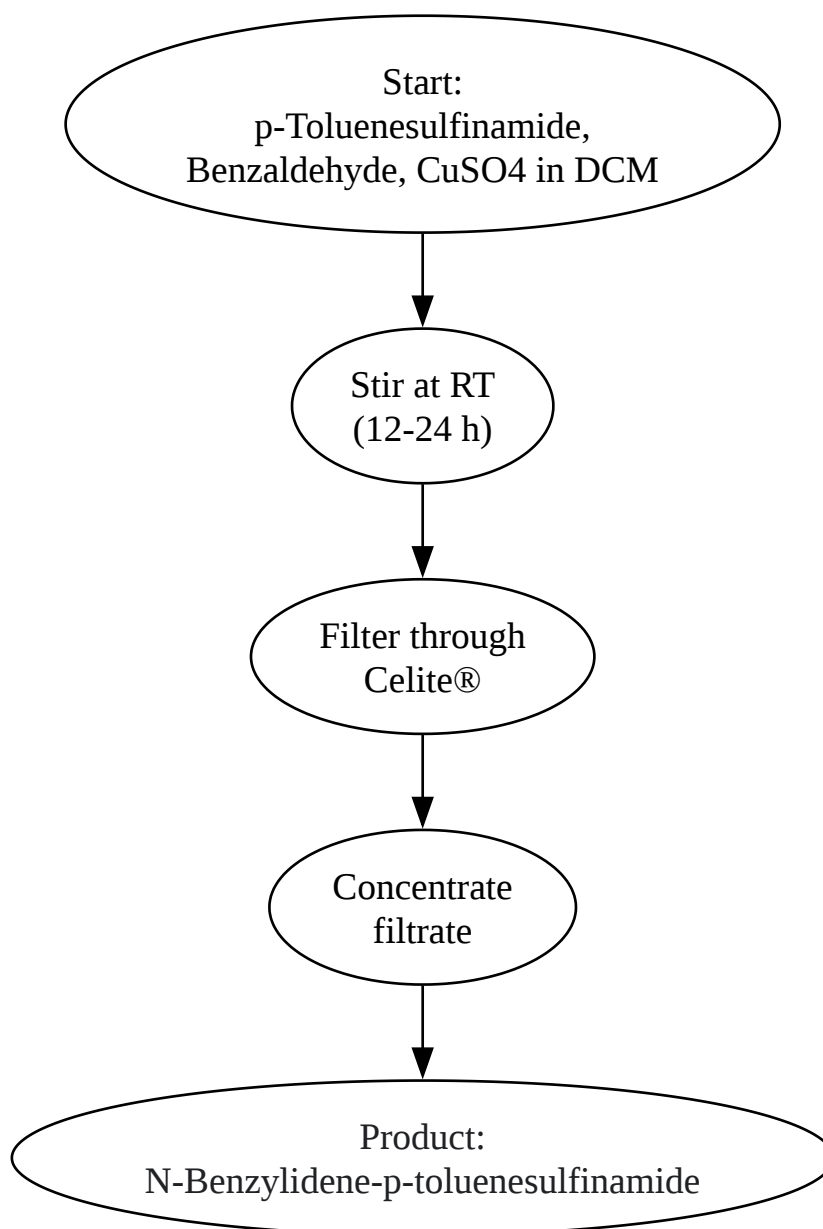 Start:
p-Toluenesulfinamide,
Benzaldehyde, CuSO4 in DCM
Stir at RT
(12-24 h)
Filter through
Celite®
Concentrate
filtrate
Product:
N-Benzylidene-p-toluenesulfinamide